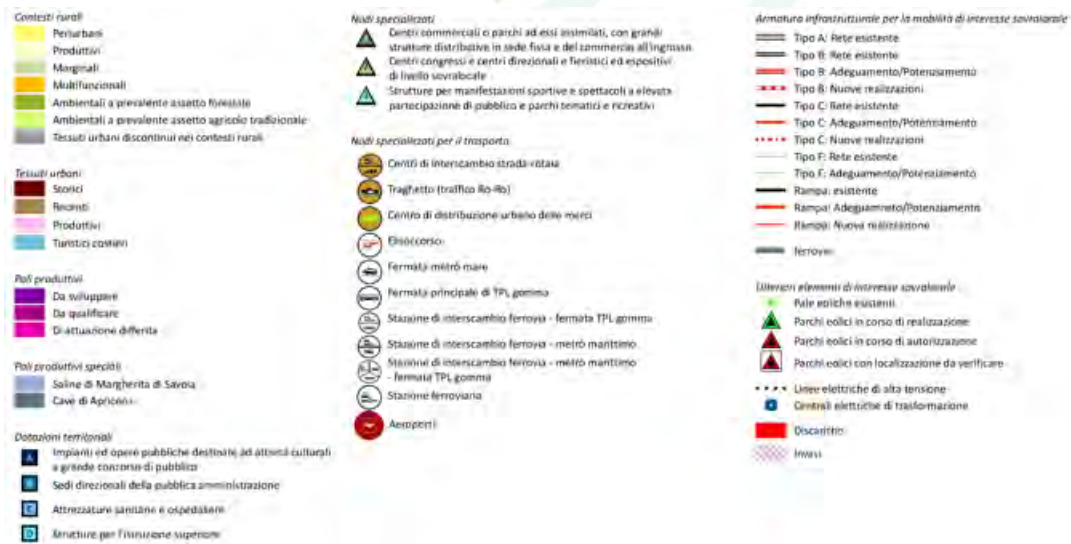 Contesti rurali
Periurbani
Produttivi
Marginali
Multifunzionali
Ambientali a prevalente assetto forestale
Ambientali a prevalente assetto agricolo tradizionale
Tessuti urbani discontinui nei contesti rurali
Tessuti urbani
Storici
Recenti
Produttivi
Turistici costieri
Poli produttivi
Da sviluppare
Da qualificare
Di attuazione differita
Poli produttivi speciali
Saline di Margherita di Savoia
Cave di Apricena
Dotazioni territoriali
A
Impianti ed opere pubbliche destinate ad attività culturali
a grande concorso di pubblico
Sedi direzionali della pubblica amministrazione
Attrezzature sanitarie e ospedaliere
D
Strutture per l'istruzione superiore
Nodi specializzati
Centri commerciali o parchi ad essi assimilati, con grandi
strutture distributive in sede fissa e del commercio all'ingrosso
Centri congressi e centri direzionali e fieristici ed espositivi
di livello sovralocale
Strutture per manifestazioni sportive e spettacoli a elevata
partecipazione di pubblico e parchi tematici e ricreativi
Nodi specializzati per il trasporto
Centri di interscambio strada-rotaia
Traghetto (traffico Ro-Ro)
Centro di distribuzione urbano delle merci
Elisoccorso
Fermata metrò mare
Fermata principale di TPL gomma
Stazione di interscambio ferrovia - fermata TPL gomma
Stazione di interscambio ferrovia - metrò marittimo
Stazione di interscambio ferrovia - metrò marittimo
- fermata TPL gomma
Stazione ferroviaria
Aeroporti
Armatura infrastrutturale per la mobilità di interesse sovralocale
Tipo A: Rete esistente
Tipo B: Rete esistente
Tipo B: Adeguamento/Potenziamento
Tipo B: Nuove realizzazioni
Tipo C: Rete esistente
Tipo C: Adeguamento/Potenziamento
Tipo C: Nuove realizzazioni
Tipo F: Rete esistente
Tipo F: Adeguamento/Potenziamento
Rampa: esistente
Rampa: Adeguamreto/Potenziamento
Rampa: Nuova realizzazione
ferrovie
Ulteriori elementi di interesse sovralocale
Pale eoliche esistenti
Parchi eolici in corso di realizzazione
Parchi eolici in corso di autorizzazione
Parchi eolici con localizzazione da verificare
Linee elettriche di alta tensione
Centrali elettriche di trasformazione
Discariche
Invasi